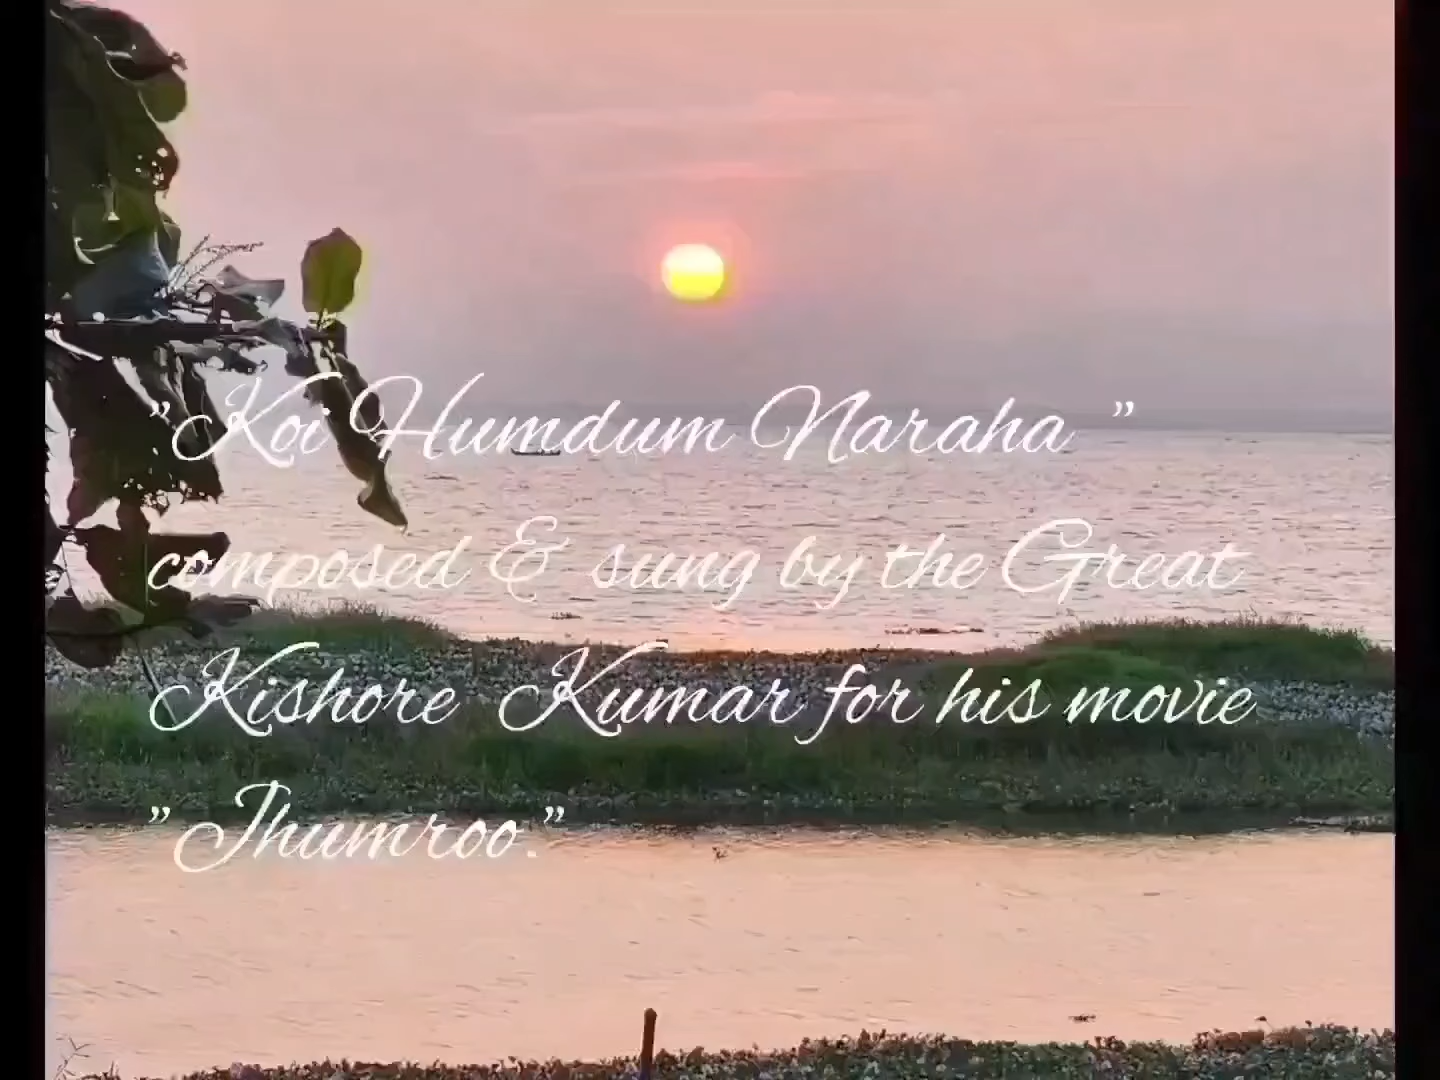 "Koi Humdum Naraha "
composed & sung by the Great
Kishore Kumar for his movie
"Jhumroo."